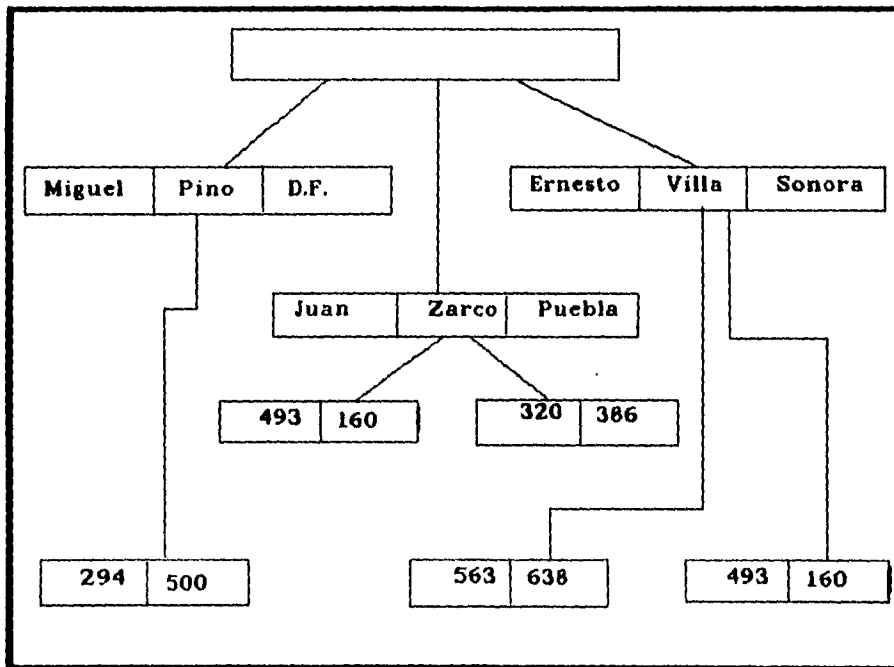 Miguel Pino D.F.
Ernesto Villa Sonora
Juan Zarco Puebla
493 160
320 386
294 500
563 638
493 160